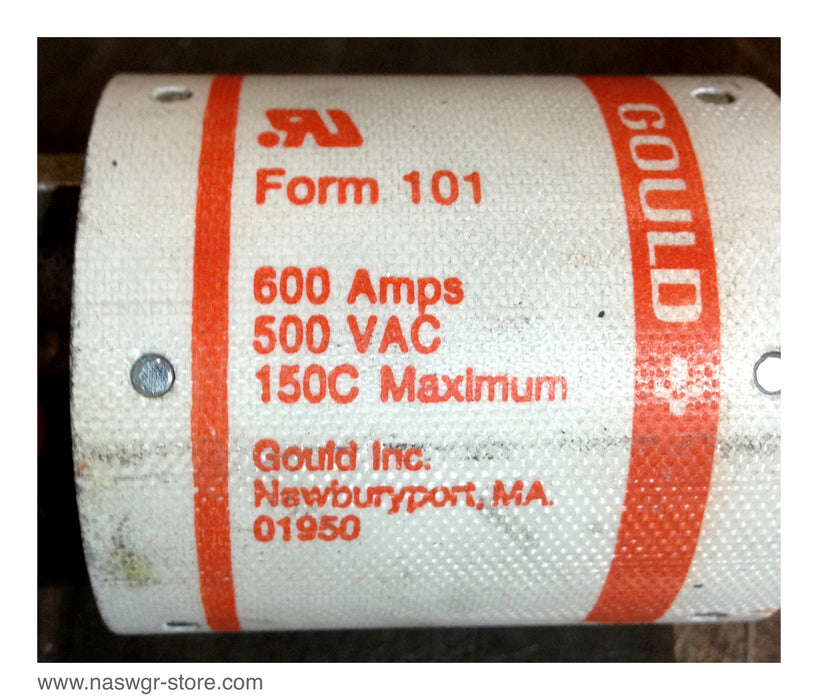 Form 101
600 Amps
500 VAC
150C Maximum
Gould Inc.
Newburyport, MA.
01950
GOULD
www.naswgr-store.com